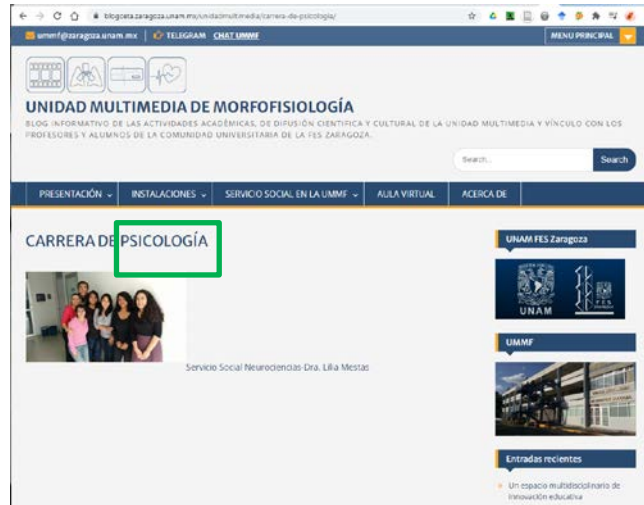 blogceta.zaragoza.unam.mx/unidadmultimedia/carrera-de-psicologia/
ummf@zaragoza.unam.mx TELEGRAM CHAT UMMF MENU PRINCIPAL
UNIDAD MULTIMEDIA DE MORFOFISIOLOGÍA
BLOG INFORMATIVO DE LAS ACTIVIDADES ACADÉMICAS, DE DIFUSIÓN CIENTIFICA Y CULTURAL DE LA UNIDAD MULTIMEDIA Y VÍNCULO CON LOS
PROFESORES Y ALUMNOS DE LA COMUNIDAD UNIVERSITARIA DE LA FES ZARAGOZA.
Search... Search
PRESENTACIÓN INSTALACIONES SERVICIO SOCIAL EN LA UMMF AULA VIRTUAL ACERCA DE
CARRERA DE PSICOLOGÍA
Servicio Social Neurociencias-Dra. Lilia Mestas
UNAM FES Zaragoza
UNAM
FES
UMMF
Entradas recientes
Un espacio multidisciplinario de
innovación educativa